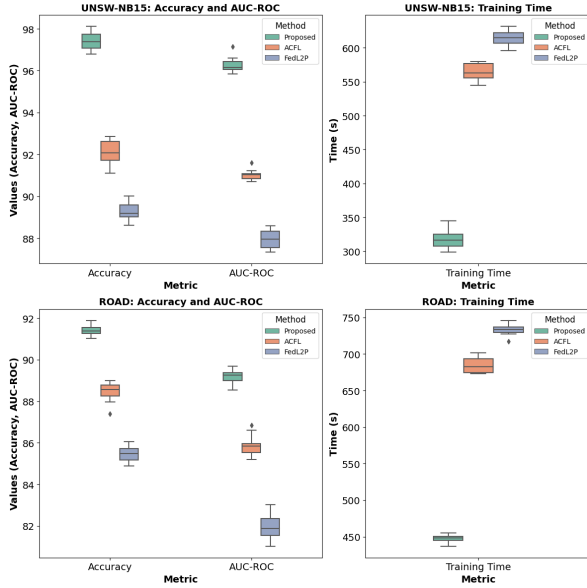 UNSW-NB15: Accuracy and AUC-ROC
Values (Accuracy, AUC-ROC)
98
96
94
92
90
88
Method
Proposed
ACFL
FedL2P
Accuracy
AUC-ROC
Metric
UNSW-NB15: Training Time
Time (s)
600
550
500
450
400
350
300
Method
Proposed
ACFL
FedL2P
Training Time
Metric
ROAD: Accuracy and AUC-ROC
Values (Accuracy, AUC-ROC)
92
90
88
86
84
82
Method
Proposed
ACFL
FedL2P
Accuracy
AUC-ROC
Metric
ROAD: Training Time
Time (s)
750
700
650
600
550
500
450
Method
Proposed
ACFL
FedL2P
Training Time
Metric